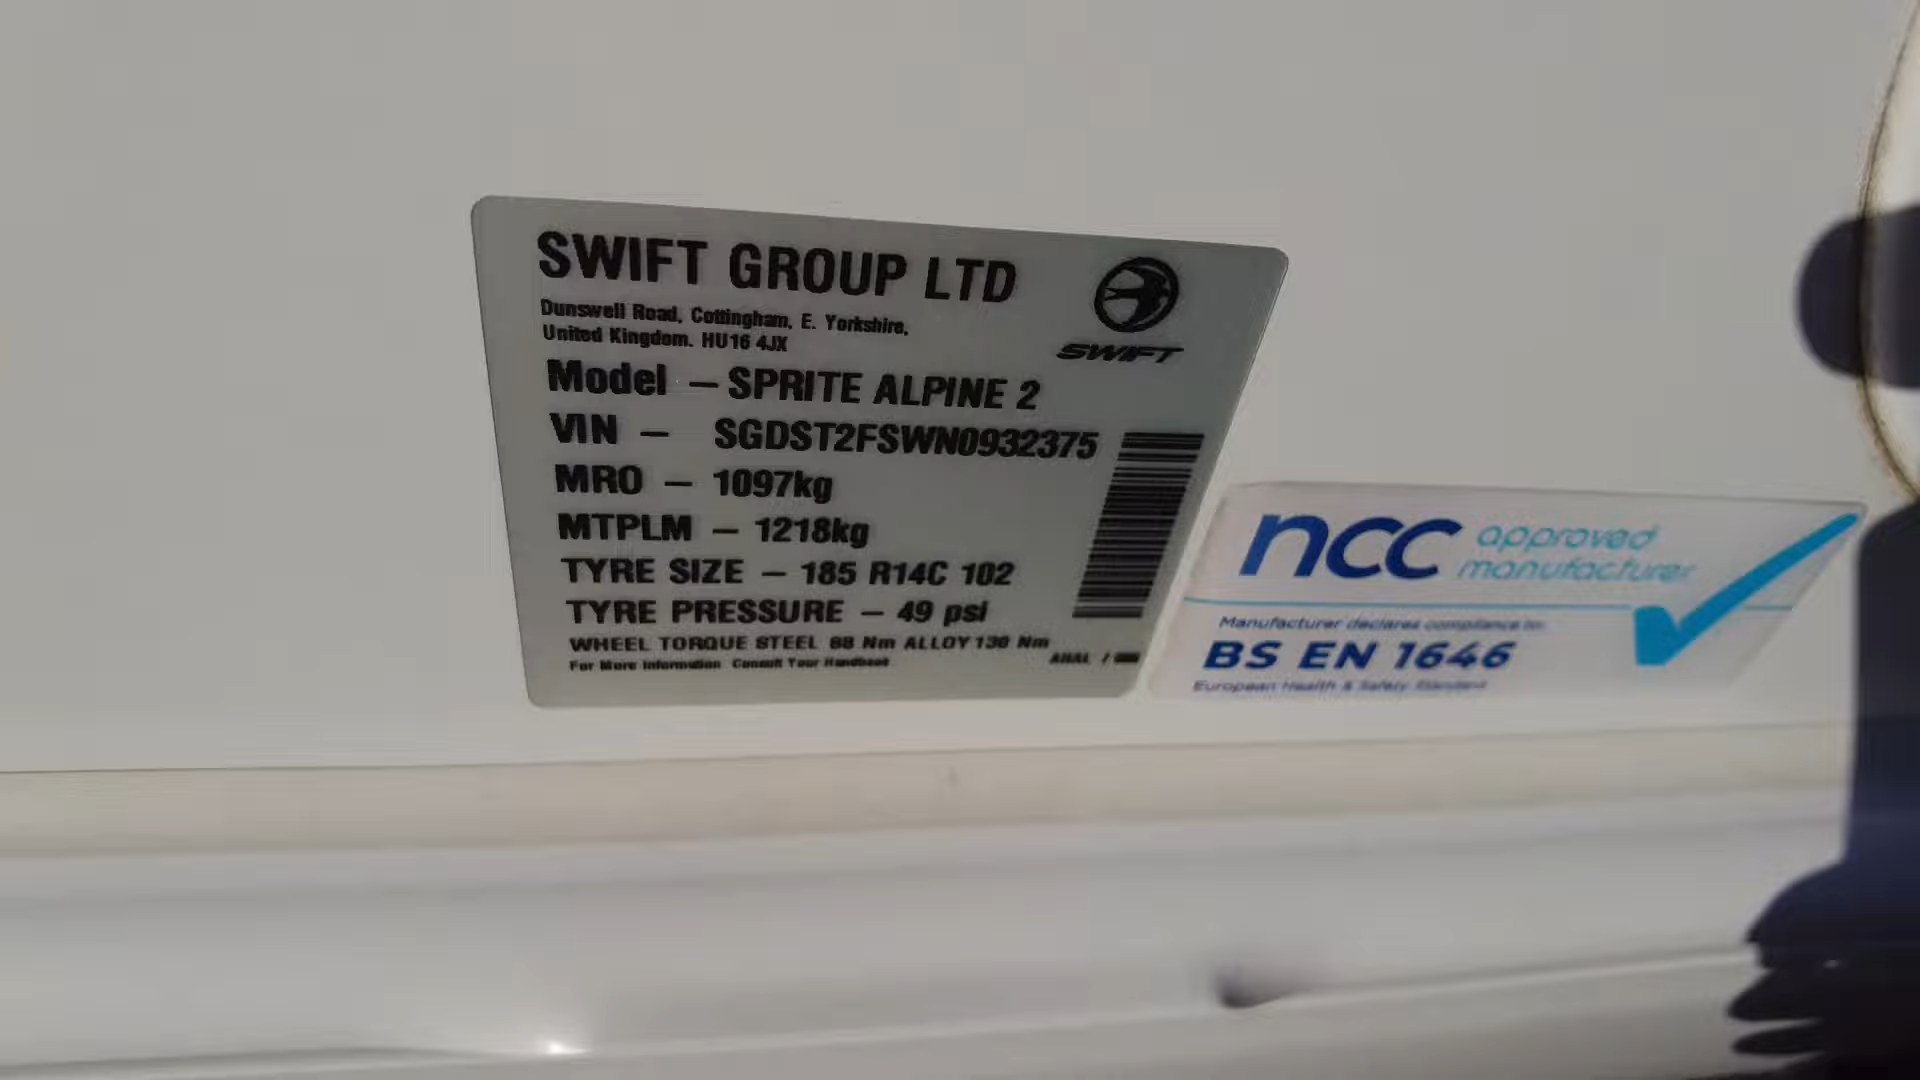 SWIFT GROUP LTD
Dunswell Road, Cottingham, E. Yorkshire,
United Kingdom. HU16 4JX
SWIFT
Model – SPRITE ALPINE 2
VIN – SGDST2FSWN0932375
MRO – 1097kg
MTPLM – 1218kg
TYRE SIZE – 185 R14C 102
TYRE PRESSURE – 49 psi
WHEEL TORQUE STEEL 88 Nm ALLOY 130 Nm
For More Information Consult Your Handbook
ncc approved
manufacturer
Manufacturer declares compliance to:
BS EN 1646
European Health & Safety Standard